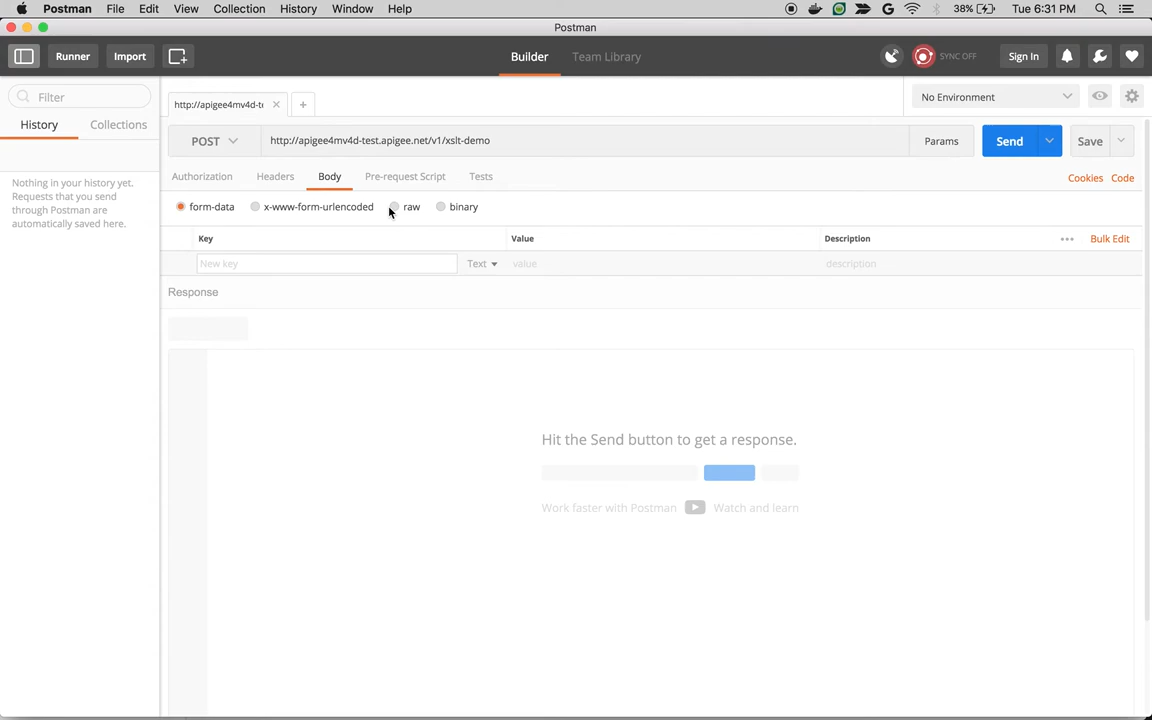 Postman File Edit View Collection History Window Help 38% Tue 6:31 PM
Postman
Runner Import Builder Team Library SYNC OFF Sign In
Filter
http://apigee4mv4d-te
No Environment
History Collections
POST http://apigee4mv4d-test.apigee.net/v1/xslt-demo Params Send Save
Authorization Headers Body Pre-request Script Tests Cookies Code
Nothing in your history yet.
Requests that you send
through Postman are
automatically saved here.
form-data x-www-form-urlencoded raw binary
Key Value Description Bulk Edit
New key Text value description
Response
Hit the Send button to get a response.
Work faster with Postman Watch and learn